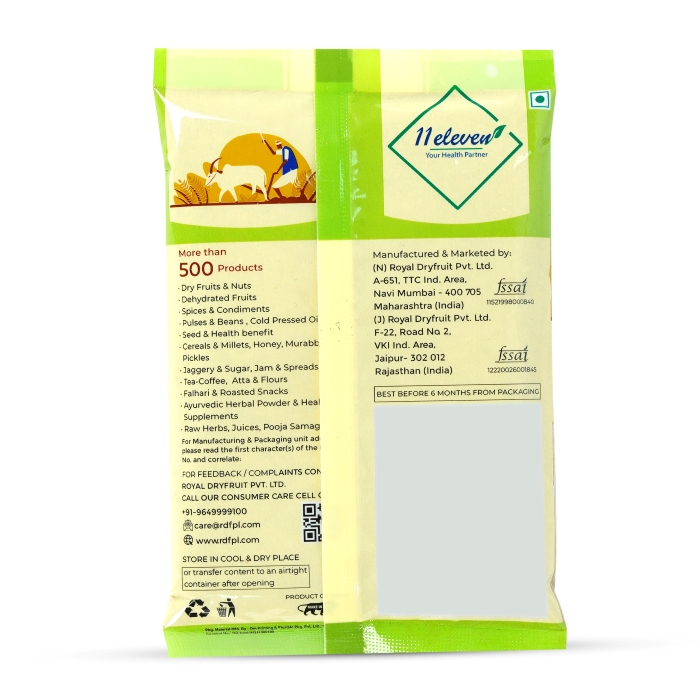 11 eleven
Your Health Partner
More than
500 Products
· Dry Fruits & Nuts
· Dehydrated Fruits
· Spices & Condiments
· Pulses & Beans , Cold Pressed Oi
· Seed & Health benefit
· Cereals & Millets, Honey, Murabb
Pickles
· Jaggery & Sugar, Jam & Spreads
· Tea-Coffee, Atta & Flours
· Falhari & Roasted Snacks
· Ayurvedic Herbal Powder & Heal
Supplements
· Raw Herbs, Juices, Pooja Samag
For Manufacturing & Packaging unit ad
please read the first character(s) of the
No. and correlate:
FOR FEEDBACK / COMPLAINTS CON
ROYAL DRYFRUIT PVT. LTD.
CALL OUR CONSUMER CARE CELL
+91-9649999100
care@rdfpl.com
www.rdfpl.com
STORE IN COOL & DRY PLACE
or transfer content to an airtight
container after opening
PRODUCT O
MAKE IN
Manufactured & Marketed by:
(N) Royal Dryfruit Pvt. Ltd.
A-651, TTC Ind. Area,
Navi Mumbai - 400 705
Maharashtra (India)
fssai
11521998000840
(J) Royal Dryfruit Pvt. Ltd.
F-22, Road No 2,
VKI Ind. Area,
Jaipur- 302 012
Rajasthan (India)
fssai
12220026001845
BEST BEFORE 6 MONTHS FROM PACKAGING